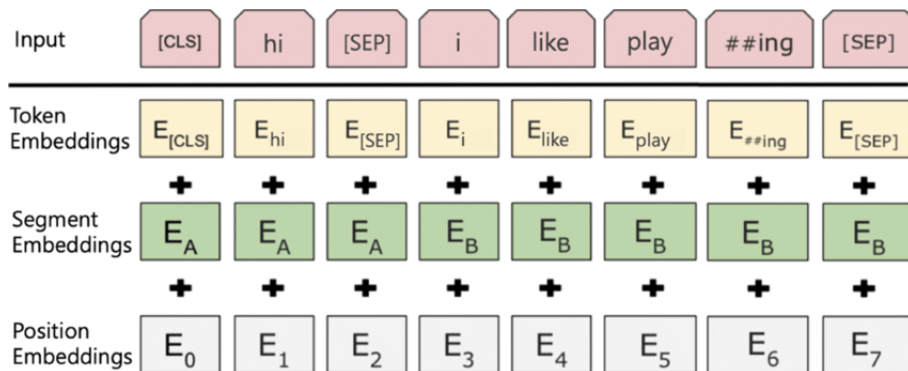 Input [CLS] hi [SEP] i like play ##ing [SEP]
Token
Embeddings
E[CLS] Ehi E[SEP] Ei Elike Eplay E##ing E[SEP]
+ + + + + + + +
Segment
Embeddings
EA EA EA EB EB EB EB EB
+ + + + + + + +
Position
Embeddings
E0 E1 E2 E3 E4 E5 E6 E7